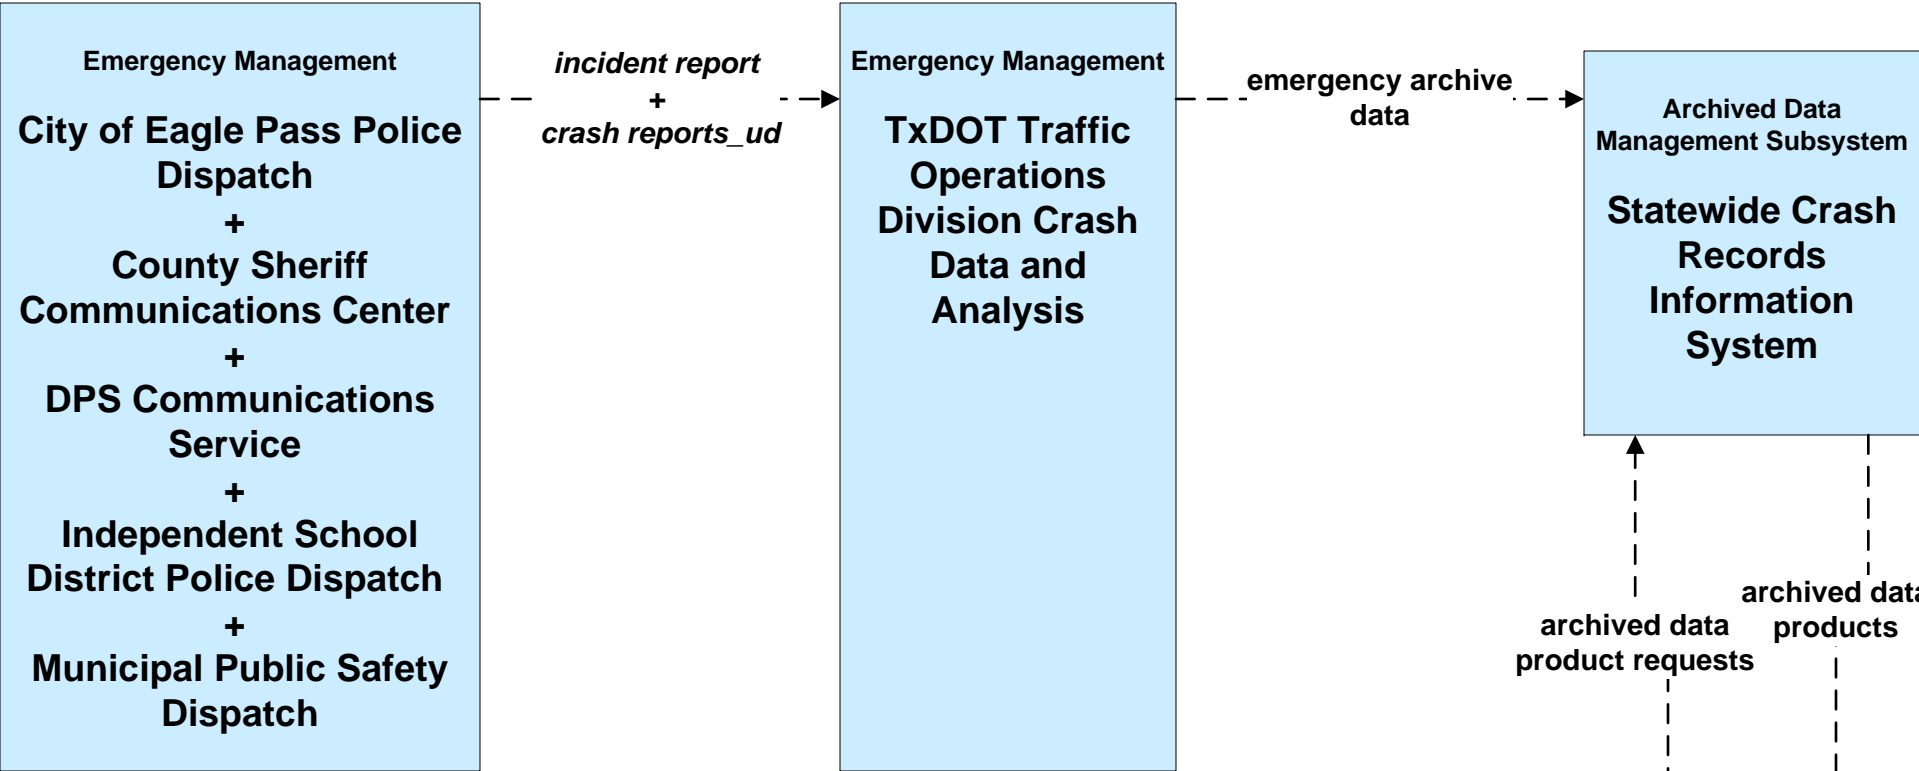 Emergency Management
City of Eagle Pass Police
Dispatch
+
County Sheriff
Communications Center
+
DPS Communications
Service
+
Independent School
District Police Dispatch
+
Municipal Public Safety
Dispatch
incident report
+
crash reports_ud
Emergency Management
TxDOT Traffic
Operations
Division Crash
Data and
Analysis
emergency archive
data
Archived Data
Management Subsystem
Statewide Crash
Records
Information
System
archived data
product requests
archived data
products